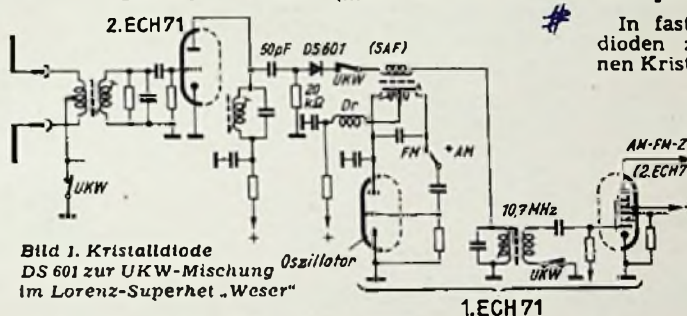 2.ECH71
50pF
DS601
UKW
(5AF)
20
kΩ
Dr
FM
AM
UKW
Oszillator
10,7MHz
UKW
AM-FM-Z
(2.ECH7
1.ECH71
+
+
Bild 1. Kristalldiode
DS 601 zur UKW-Mischung
im Lorenz-Superhet „Weser"
In fast
dioden
nen Krist